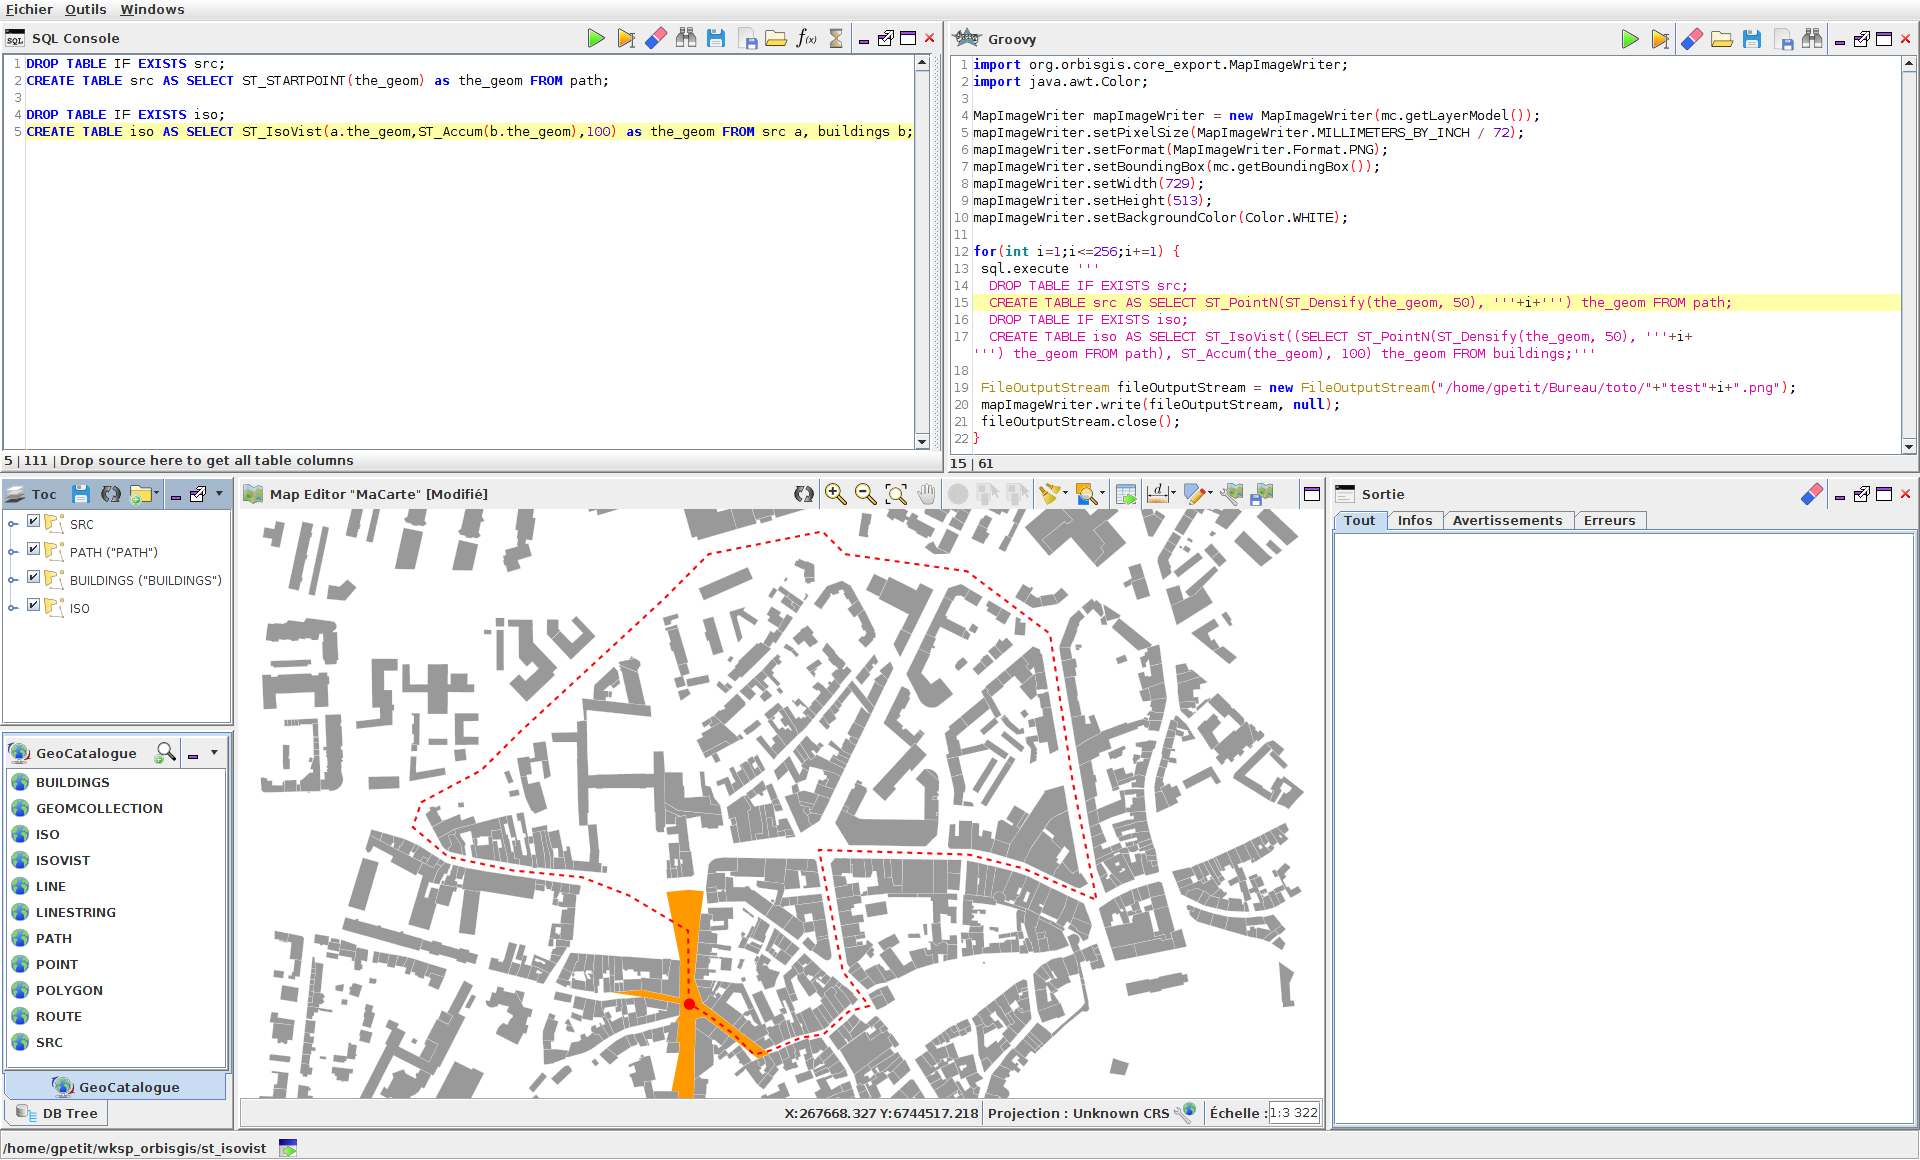 Fichier Outils Windows
SQL Console
1 DROP TABLE IF EXISTS src;
2 CREATE TABLE src AS SELECT ST_STARTPOINT(the_geom) as the_geom FROM path;
3
4 DROP TABLE IF EXISTS iso;
5 CREATE TABLE iso AS SELECT ST_IsoVist(a.the_geom,ST_Accum(b.the_geom),100) as the_geom FROM src a, buildings b;
5 | 111 | Drop source here to get all table columns
Groovy
1 import org.orbisgis.core_export.MapImageWriter;
2 import java.awt.Color;
3
4 MapImageWriter mapImageWriter = new MapImageWriter(mc.getLayerModel());
5 mapImageWriter.setPixelSize(MapImageWriter.MILLIMETERS_BY_INCH / 72);
6 mapImageWriter.setFormat(MapImageWriter.Format.PNG);
7 mapImageWriter.setBoundingBox(mc.getBoundingBox());
8 mapImageWriter.setWidth(729);
9 mapImageWriter.setHeight(513);
10 mapImageWriter.setBackgroundColor(Color.WHITE);
11
12 for(int i=1;i<=256;i+=1) {
13 sql.execute '''
14 DROP TABLE IF EXISTS src;
15 CREATE TABLE src AS SELECT ST_PointN(ST_Densify(the_geom, 50), '''+i+''') the_geom FROM path;
16 DROP TABLE IF EXISTS iso;
17 CREATE TABLE iso AS SELECT ST_IsoVist((SELECT ST_PointN(ST_Densify(the_geom, 50), '''+i+
''') the_geom FROM path), ST_Accum(the_geom), 100) the_geom FROM buildings;'''
18
19 FileOutputStream fileOutputStream = new FileOutputStream("/home/gpetit/Bureau/toto/"+"test"+i+".png");
20 mapImageWriter.write(fileOutputStream, null);
21 fileOutputStream.close();
22 }
15 | 61
Toc
SRC
PATH ("PATH")
BUILDINGS ("BUILDINGS")
ISO
GeoCatalogue
BUILDINGS
GEOMCOLLECTION
ISO
ISOVIST
LINE
LINESTRING
PATH
POINT
POLYGON
ROUTE
SRC
GeoCatalogue
DB Tree
Map Editor "MaCarte" [Modifié]
X:267668.327 Y:6744517.218 Projection : Unknown CRS Échelle : 1:3 322
Sortie
Tout Infos Avertissements Erreurs
/home/gpetit/wksp_orbisgis/st_isovist